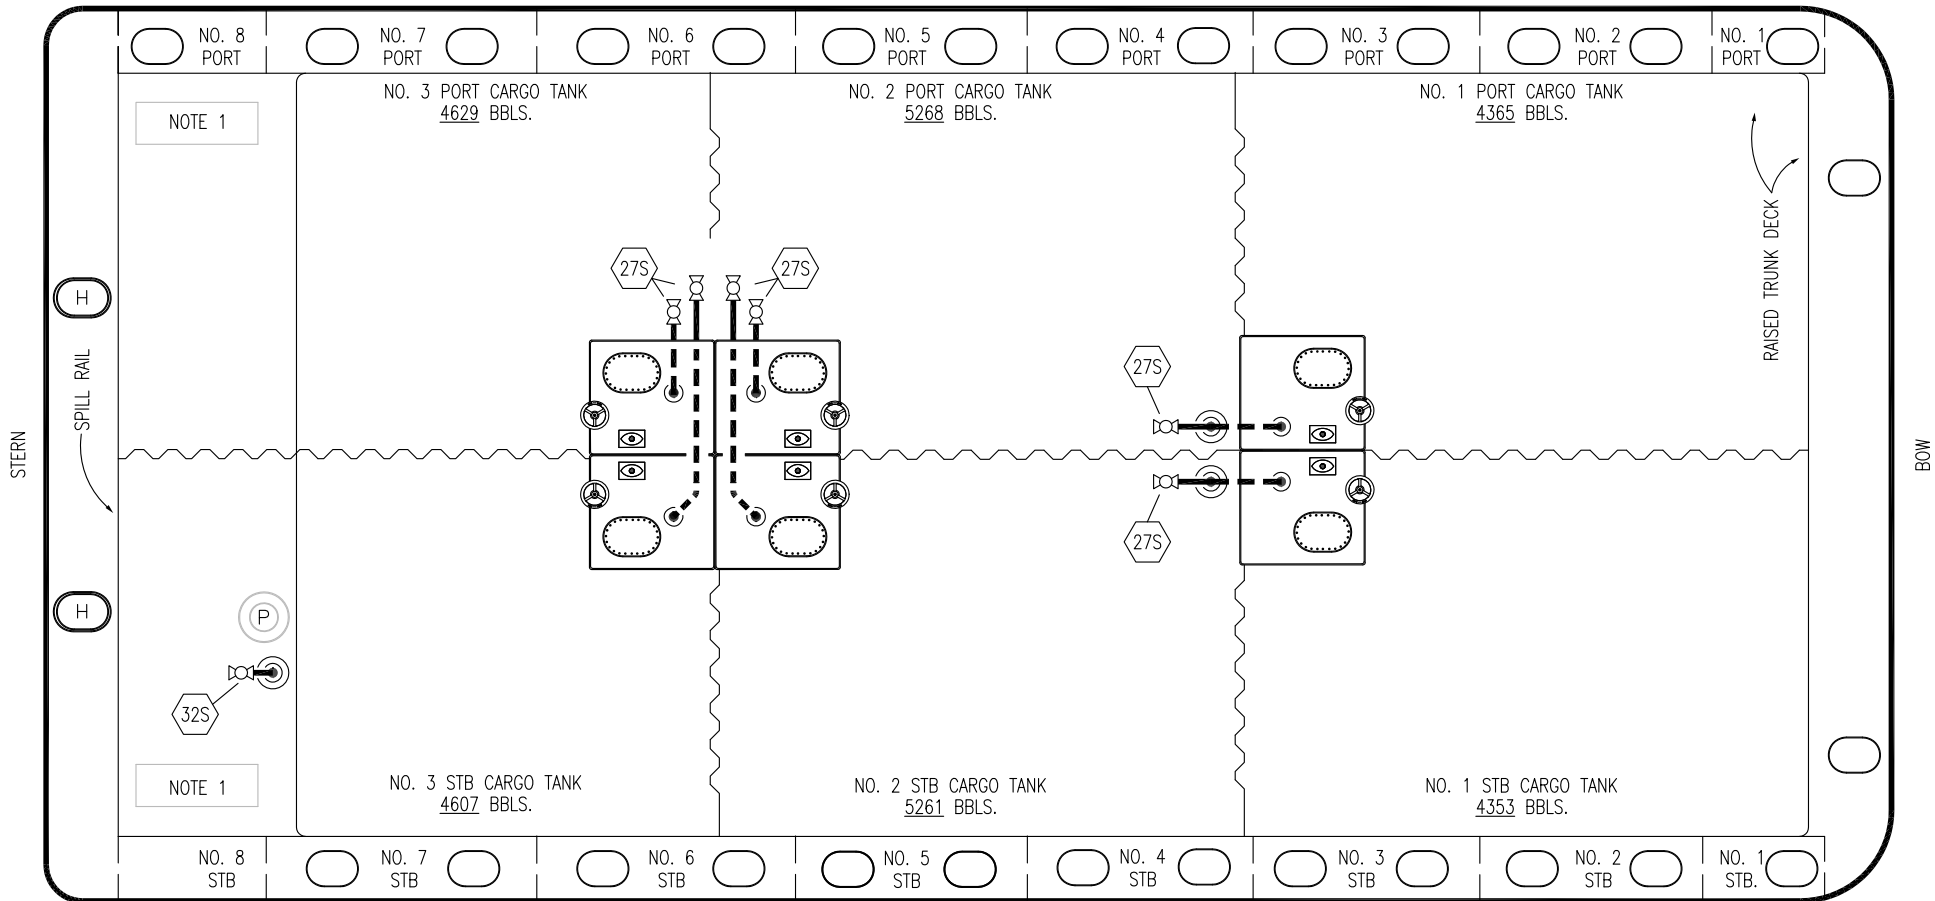 NO. 8
PORT
NO. 7
PORT
NO. 6
PORT
NO. 5
PORT
NO. 4
PORT
NO. 3
PORT
NO. 2
PORT
NO. 1
PORT
NO. 3 PORT CARGO TANK
4629 BBLS.
NO. 2 PORT CARGO TANK
5268 BBLS.
NO. 1 PORT CARGO TANK
4365 BBLS.
NOTE 1
RAISED TRUNK DECK
27S
27S
H
SPILL RAIL
27S
STERN
BOW
27S
H
P
32S
NOTE 1
NO. 3 STB CARGO TANK
4607 BBLS.
NO. 2 STB CARGO TANK
5261 BBLS.
NO. 1 STB CARGO TANK
4353 BBLS.
NO. 8
STB
NO. 7
STB
NO. 6
STB
NO. 5
STB
NO. 4
STB
NO. 3
STB
NO. 2
STB
NO. 1
STB.